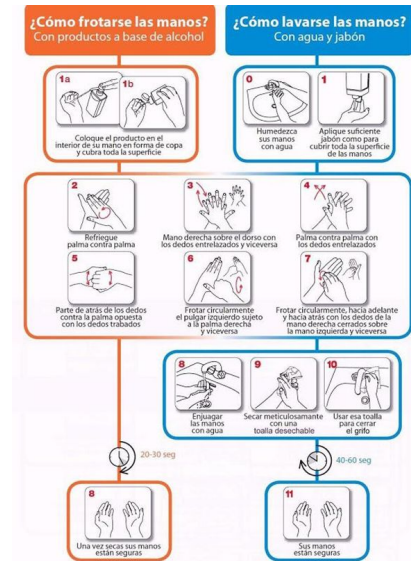 ¿Cómo frotarse las manos?
Con productos a base de alcohol
¿Cómo lavarse las manos?
Con agua y jabón
1a
1b
Coloque el producto en el
interior de su mano en forma de copa
y cubra toda la superficie
0
Humedezca
sus manos
con agua
1
Aplique suficiente
jabón como para
cubrir toda la superficie
de las manos
2
Refriegue
palma contra palma
3
Mano derecha sobre el dorso con
los dedos entrelazados y viceversa
4
Palma contra palma con
los dedos entrelazados
5
Parte de atrás de los dedos
contra la palma opuesta
con los dedos trabados
6
Frotar circularmente
el pulgar izquierdo sujeto
a la palma derecha
y viceversa
7
Frotar circularmente, hacia adelante
y hacia atrás con los dedos de la
mano derecha cerrados sobre
la mano izquierda y viceversa
8
Enjuagar
las manos
con agua
9
Secar meticulosamante
con una
toalla desechable
10
Usar esa toalla
para cerrar
el grifo
20-30 seg
40-60 seg
8
Una vez secas sus manos
están seguras
11
Sus manos
están seguras